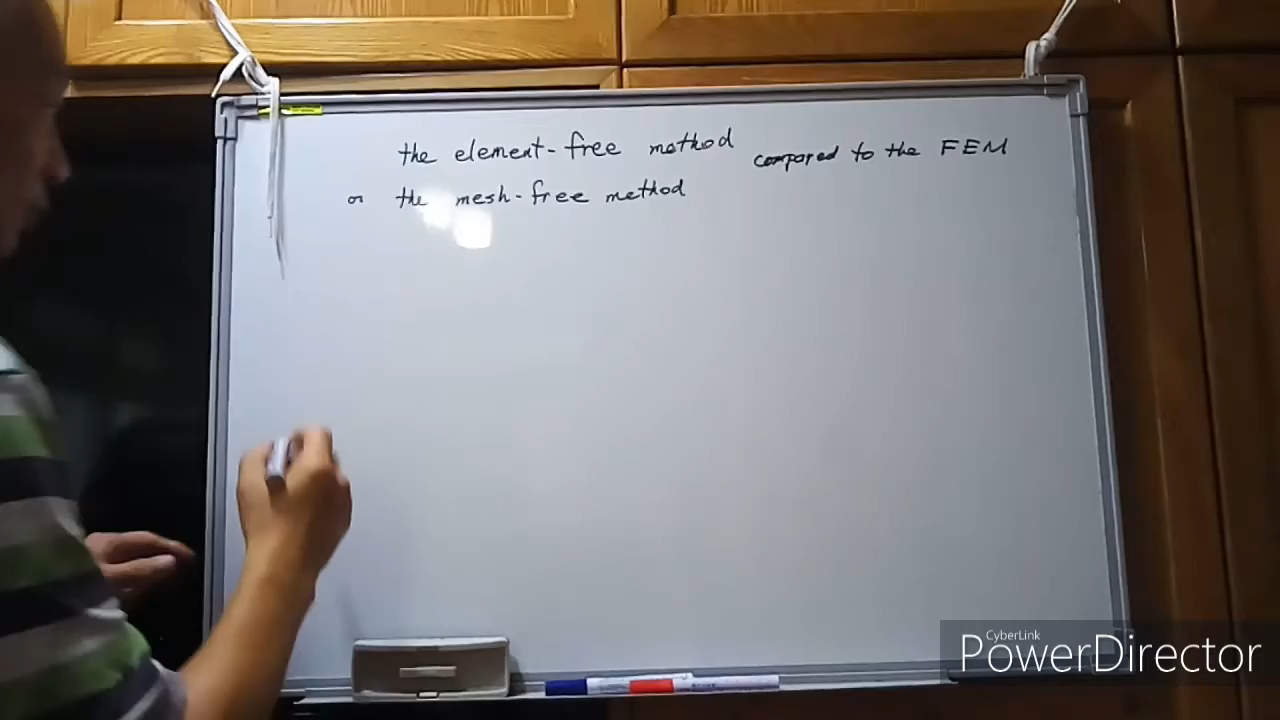 the element-free method compared to the FEM
or the mesh-free method
CyberLink
PowerDirector